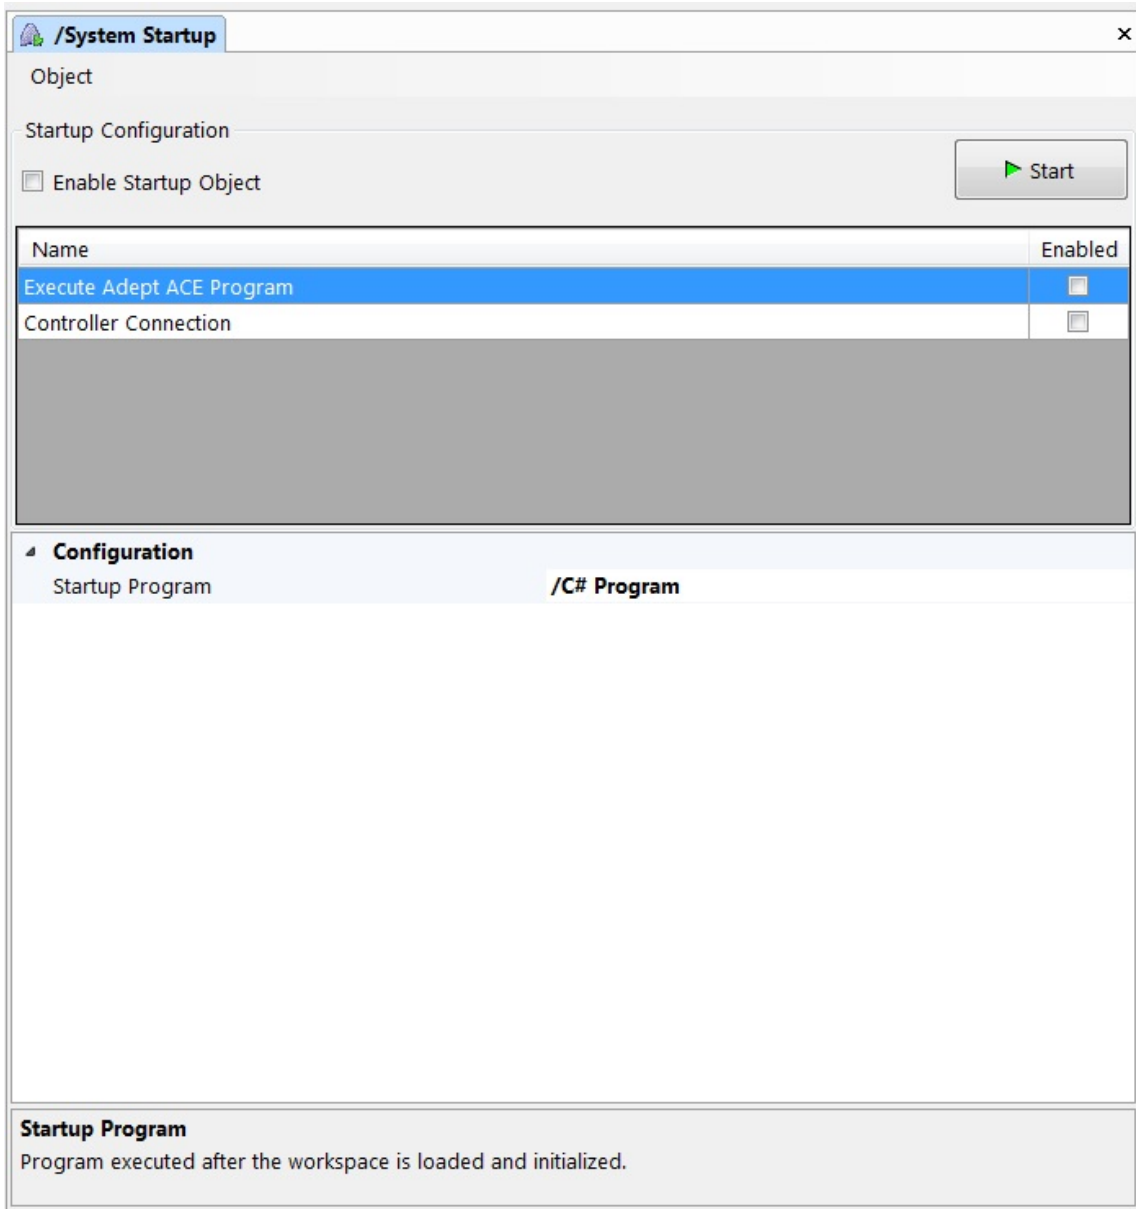 /System Startup
Object
Startup Configuration
Enable Startup Object
Start
Name Enabled
Execute Adept ACE Program
Controller Connection
Configuration
Startup Program /C# Program
Startup Program
Program executed after the workspace is loaded and initialized.